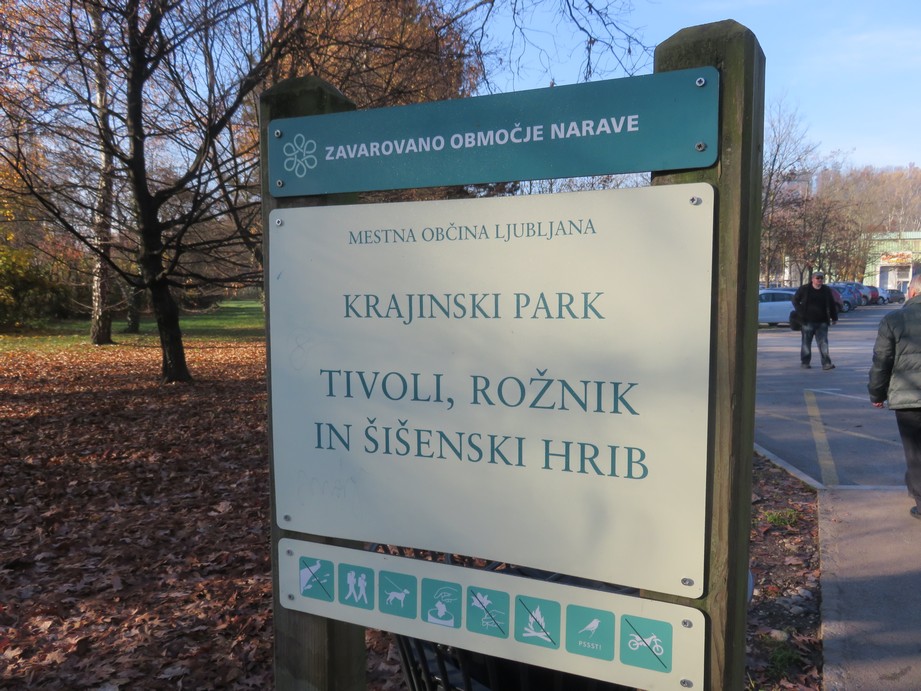 ZAVAROVANO OBMOČJE NARAVE
MESTNA OBČINA LJUBLJANA
KRAJINSKI PARK
TIVOLI, ROŽNIK
IN ŠIŠENSKI HRIB
PSSST!